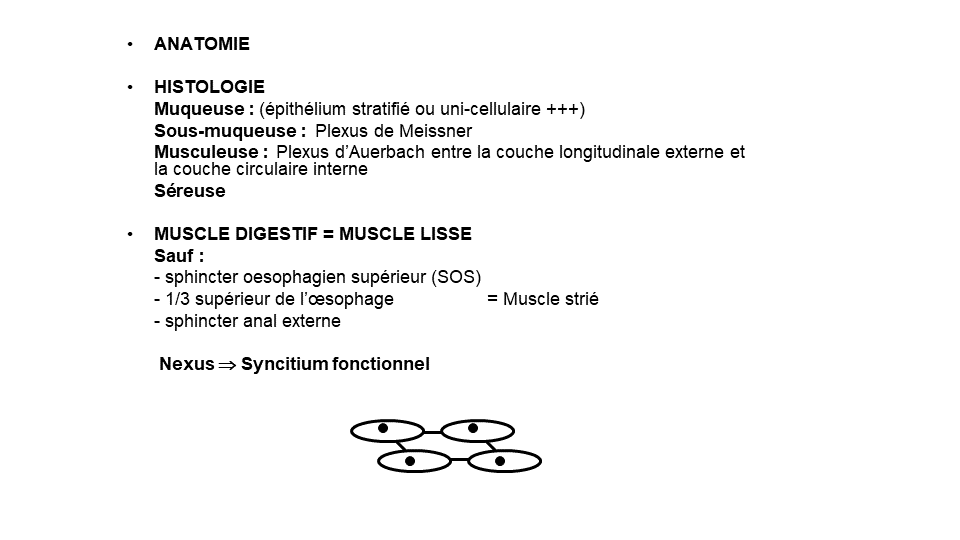 • ANATOMIE
• HISTOLOGIE
Muqueuse : (épithélium stratifié ou uni-cellulaire +++)
Sous-muqueuse : Plexus de Meissner
Musculeuse : Plexus d’Auerbach entre la couche longitudinale externe et
la couche circulaire interne
Séreuse
• MUSCLE DIGESTIF = MUSCLE LISSE
Sauf :
- sphincter oesophagien supérieur (SOS)
- 1/3 supérieur de l’œsophage = Muscle strié
- sphincter anal externe
Nexus ⇒ Syncitium fonctionnel